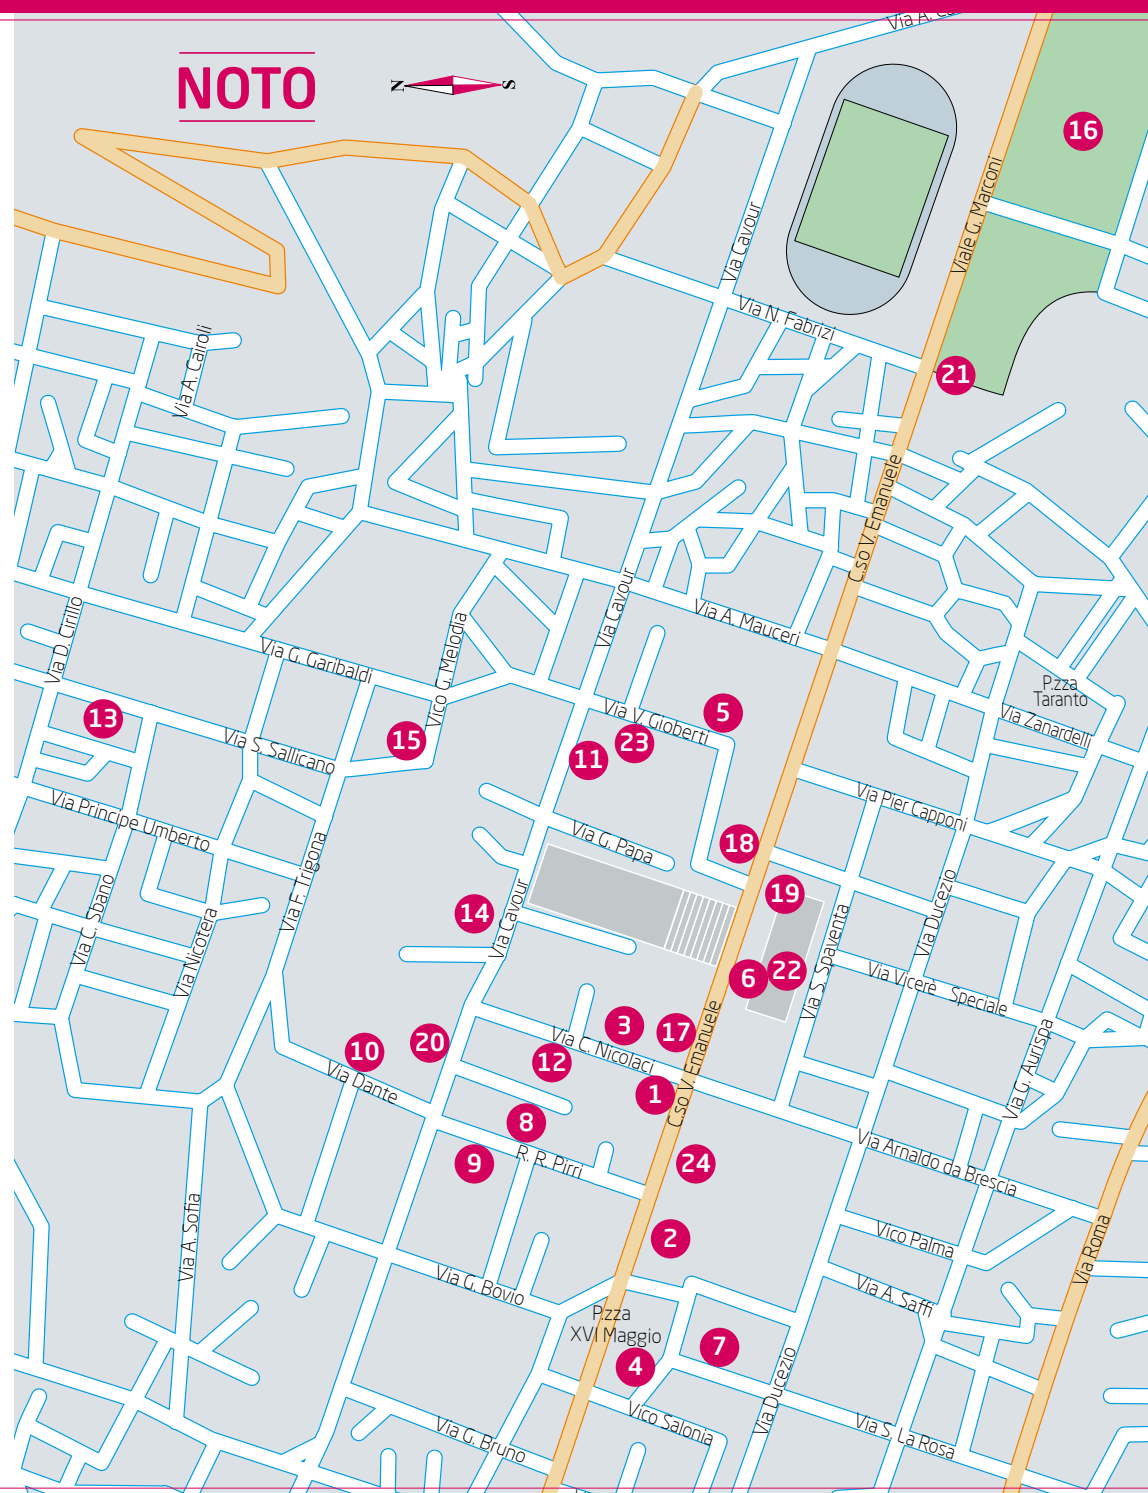 Via A. Ca
NOTO
N S
16
Viale G. Marconi
Via Cavour
Via N. Fabrizi
Via A. Cairoli
21
C.so V. Emanuele
Via D. Cirillo
Via Cavour
Via A. Mauceri
Vico G. Melodia
Via G. Garibaldi
P.zza
Taranto
13
5
Via V. Gioberti
Via Zanardelli
15
23
Via S. Sallicano
11
Via Pier Capponi
Via Principe Umberto
Via G. Papa
18
Via F. Trigona
19
Via C. Sbano
14
Via Cavour
Via Ducezio
Via Nicotera
Via S. Spaventa
6
22
Via Vicerè Speciale
3
17
C.so V. Emanuele
20
10
Via C. Nicolaci
12
Via G. Aurispa
Via Dante
1
8
9
R. R. Pirri
24
Via Arnaldo da Brescia
Via A. Sofia
2
Vico Palma
Via Roma
Via G. Bovio
Via A. Saffi
P.zza
XVI Maggio
7
4
Via Ducezio
Vico Salonia
Via G. Bruno
Via S. La Rosa